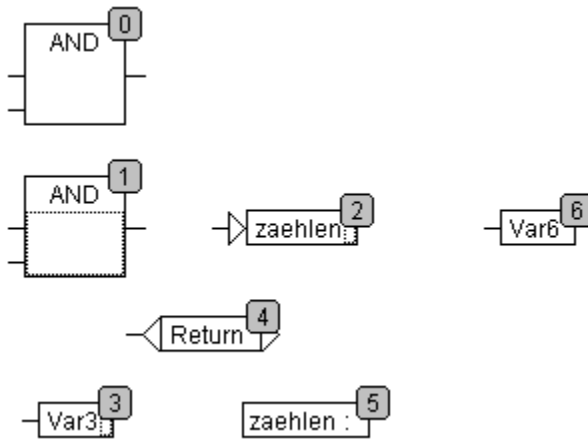 0
AND
1
AND
2
zaehlen
6
Var6
4
Return
3
Var3
5
zaehlen :